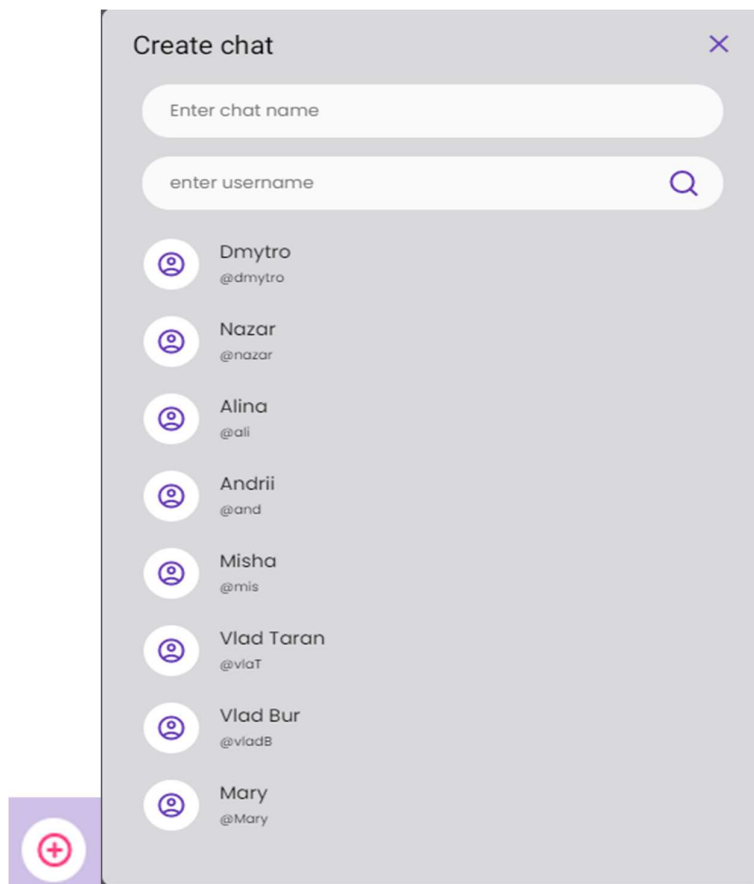 Create chat
Enter chat name
enter username
Dmytro
@dmytro
Nazar
@nazar
Alina
@ali
Andrii
@and
Misha
@mis
Vlad Taran
@vlaT
Vlad Bur
@vladB
Mary
@Mary